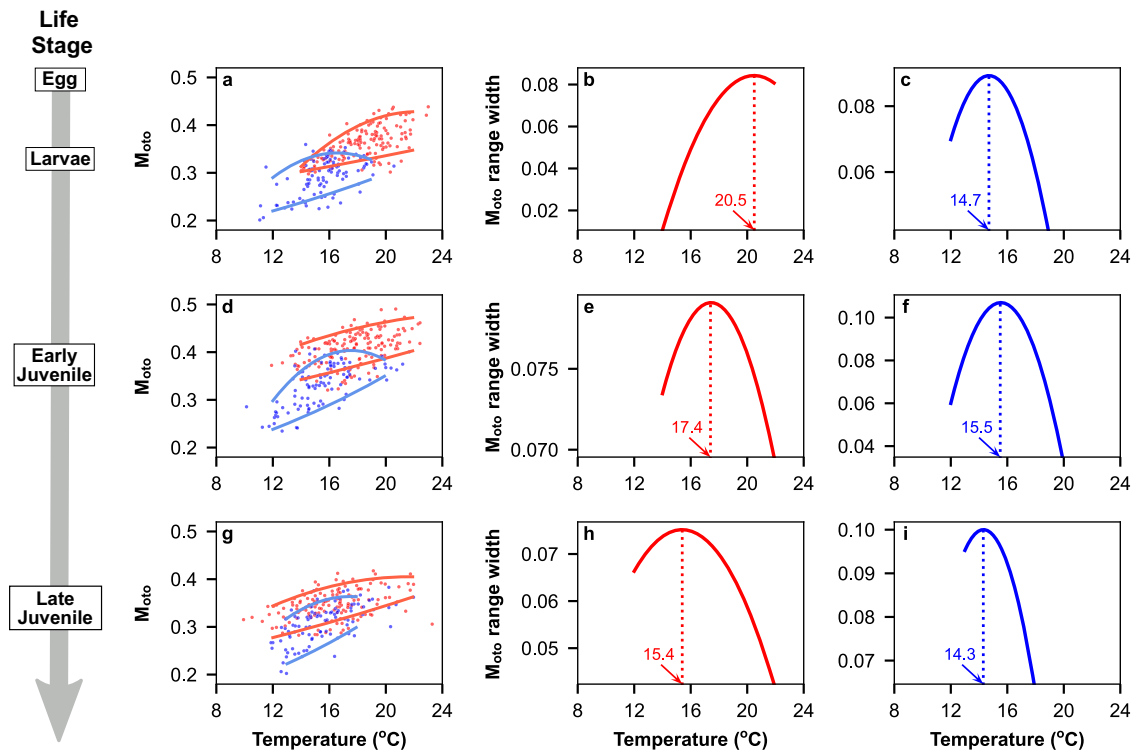 Life
Stage
Egg
Larvae
Early
Juvenile
Late
Juvenile
a
M oto
0.5
0.4
0.3
0.2
8 12 16 20 24
b
M oto range width
0.08
0.06
0.04
0.02
20.5
8 12 16 20 24
c
0.08
0.06
14.7
8 12 16 20 24
d
M oto
0.5
0.4
0.3
0.2
8 12 16 20 24
e
M oto range width
0.075
0.070
17.4
8 12 16 20 24
f
0.10
0.08
0.06
0.04
15.5
8 12 16 20 24
g
M oto
0.5
0.4
0.3
0.2
8 12 16 20 24
Temperature (°C)
h
M oto range width
0.07
0.06
0.05
15.4
8 12 16 20 24
Temperature (°C)
i
0.10
0.09
0.08
0.07
14.3
8 12 16 20 24
Temperature (°C)